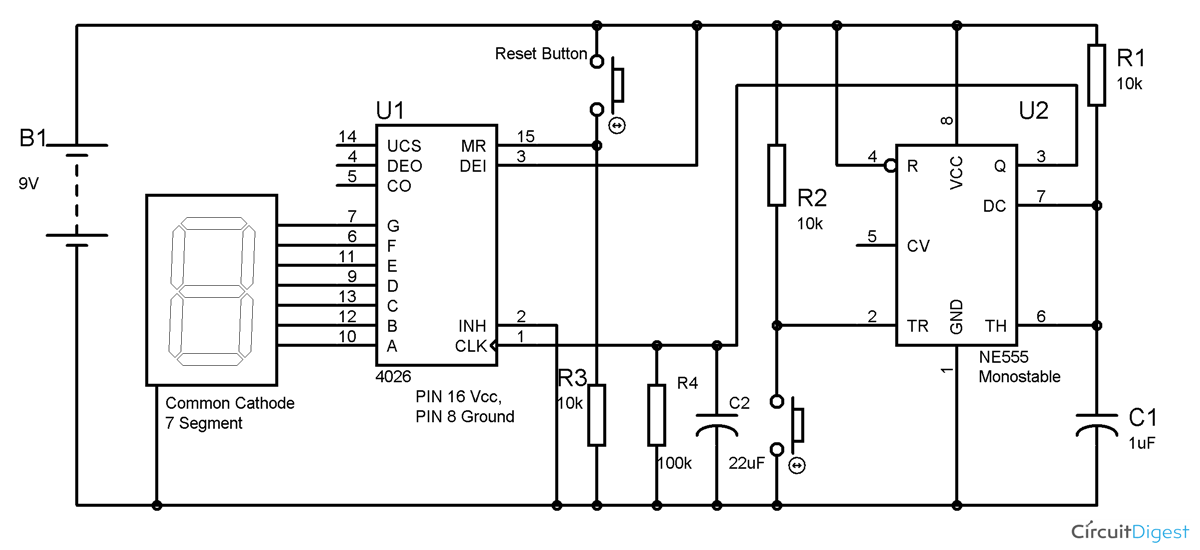 Reset Button
B1
9V
U1
14 UCS
4 DEO
5 CO
7 G
6 F
11 E
9 D
13 C
12 B
10 A
MR 15
DEI 3
INH 2
CLK 1
4026
PIN 16 Vcc,
PIN 8 Ground
Common Cathode
7 Segment
R3
10k
R4
100k
C2
22uF
R2
10k
U2
8
VCC
4 R
Q 3
DC 7
5 CV
2 TR
GND
TH 6
1
NE555
Monostable
R1
10k
C1
1uF
CircuitDigest